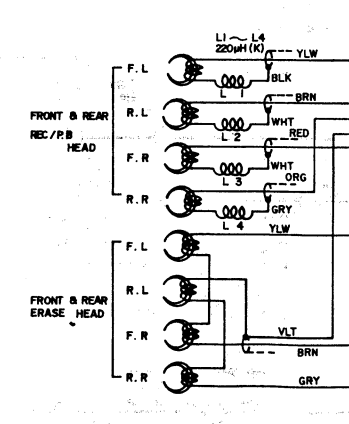 L1 ~ L4
220μH(K)
YLW
F.L
BLK
L 1
BRN
R.L
WHT
L 2
FRONT & REAR
REC/P.B
HEAD
RED
F.R
WHT
L 3
ORG
R.R
GRY
L 4
YLW
F.L
R.L
FRONT & REAR
ERASE HEAD
F.R
VLT
BRN
R.R
GRY